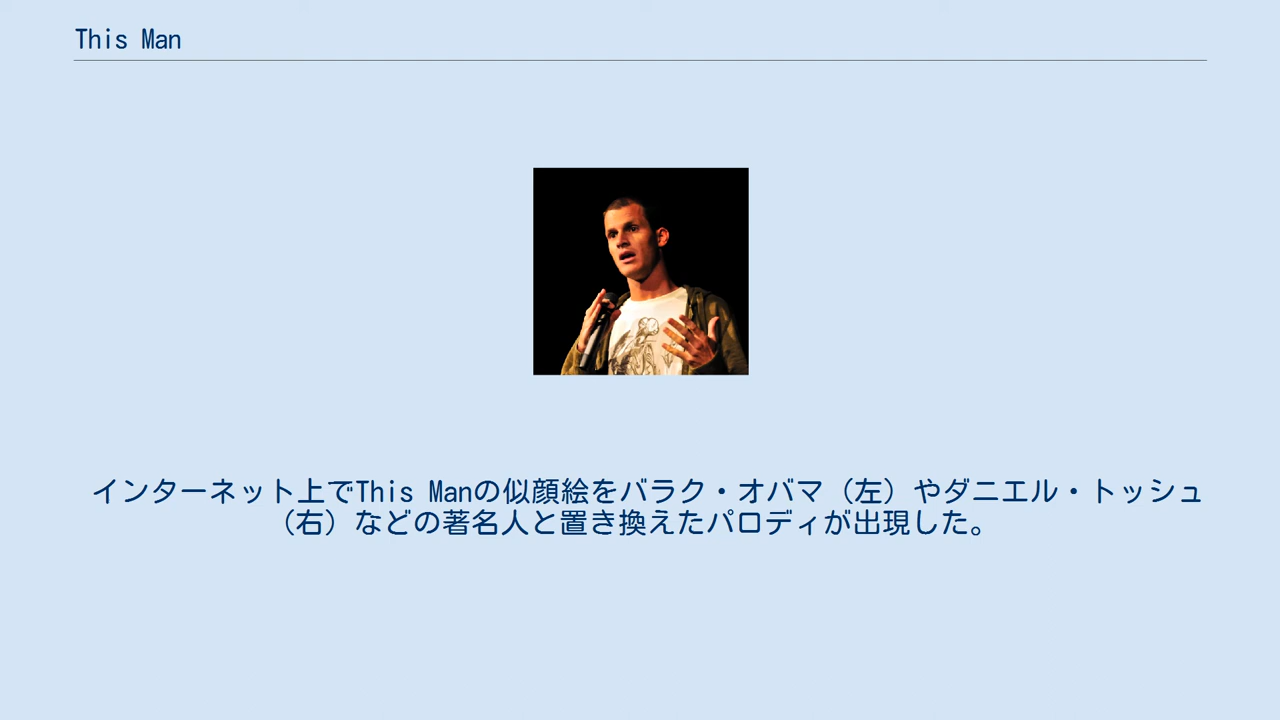 This Man
インターネット上でThis Manの似顔絵をバラク・オバマ（左）やダニエル・トッシュ
（右）などの著名人と置き換えたパロディが出現した。